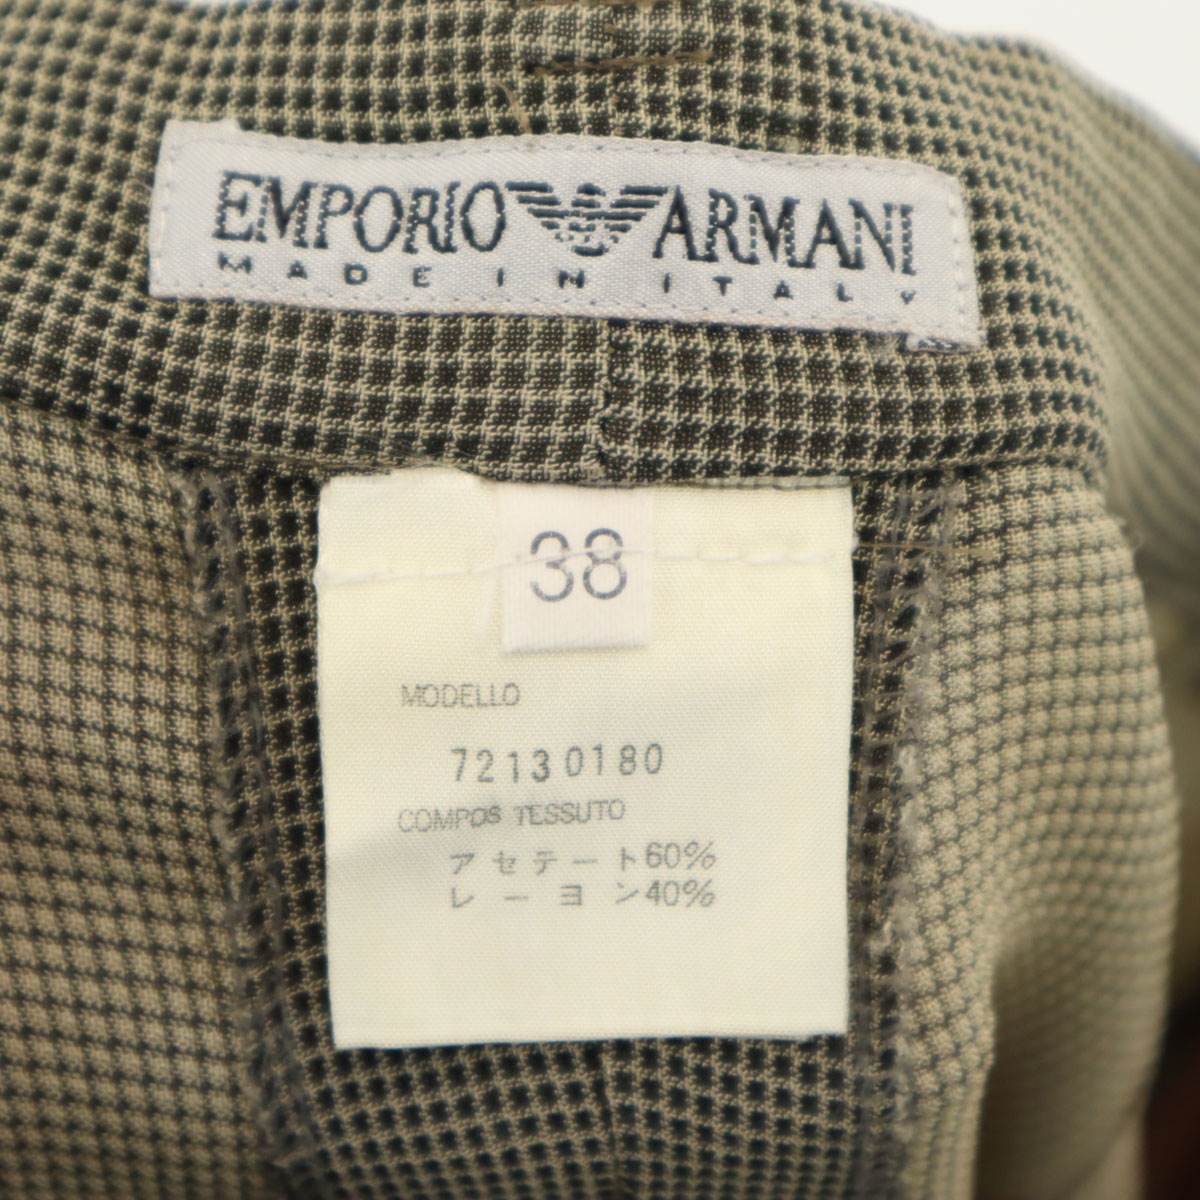 EMPORIO ARMANI
MADE IN ITALY
38
MODELLO
72130180
COMPOS TESSUTO
アセテート60%
レーヨン40%